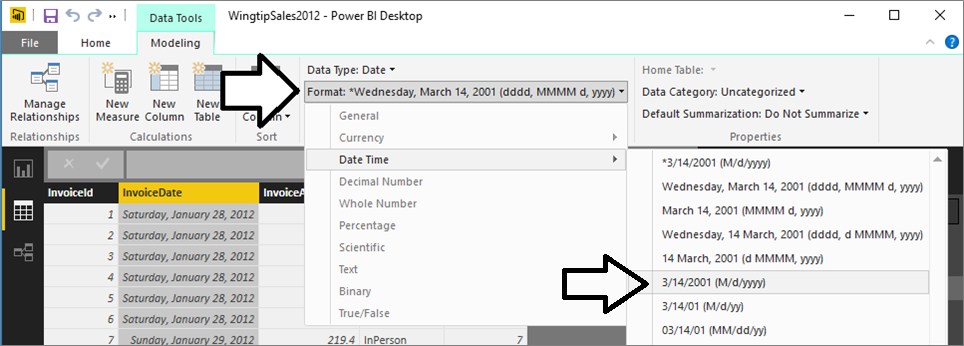 Data Tools
WingtipSales2012 - Power BI Desktop
File
Home
Modeling
Manage Relationships
Relationships
New Measure
New Column
New Table
Calculations
Column
Sort
Data Type: Date
Format: *Wednesday, March 14, 2001 (dddd, MMMM d, yyyy)
Home Table:
Data Category: Uncategorized
Default Summarization: Do Not Summarize
Properties
General
Currency
Date Time
Decimal Number
Whole Number
Percentage
Scientific
Text
Binary
True/False
*3/14/2001 (M/d/yyyy)
Wednesday, March 14, 2001 (dddd, MMMM d, yyyy)
March 14, 2001 (MMMM d, yyyy)
Wednesday, 14 March, 2001 (dddd, d MMMM, yyyy)
14 March, 2001 (d MMMM, yyyy)
3/14/2001 (M/d/yyyy)
3/14/01 (M/d/yy)
03/14/01 (MM/dd/yy)
InvoiceId InvoiceDate InvoiceA
1 Saturday, January 28, 2012
2 Saturday, January 28, 2012
3 Saturday, January 28, 2012
4 Saturday, January 28, 2012
5 Saturday, January 28, 2012
6 Saturday, January 28, 2012
7 Sunday, January 29, 2012 219.4 InPerson 7